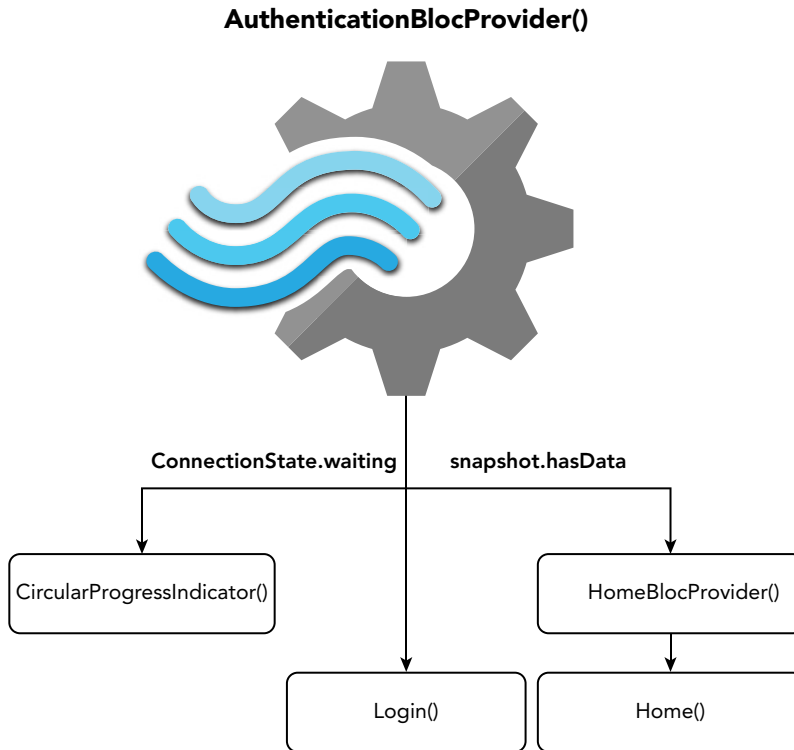 AuthenticationBlocProvider()
ConnectionState.waiting
snapshot.hasData
CircularProgressIndicator()
HomeBlocProvider()
Login()
Home()